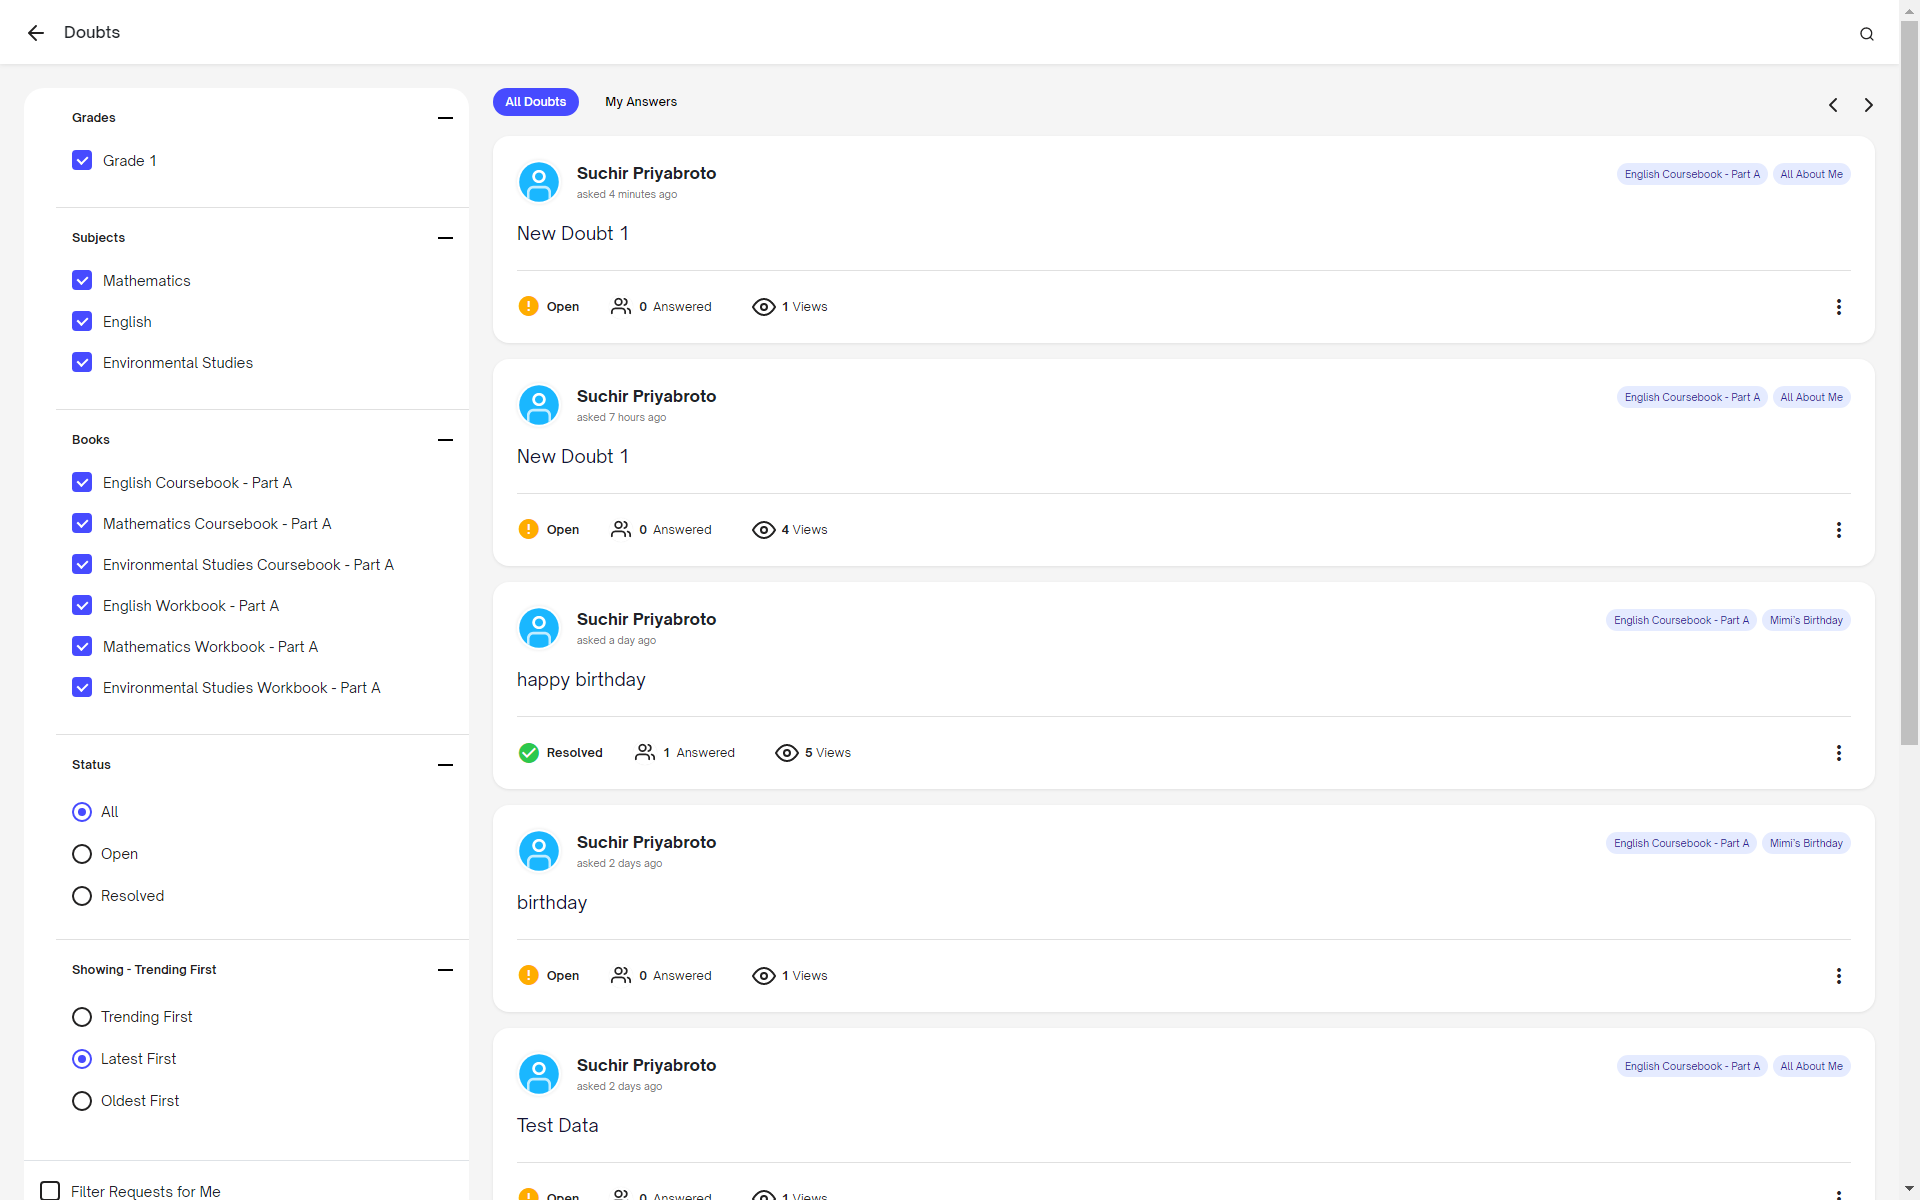 Doubts
Grades
Grade 1
Subjects
Mathematics
English
Environmental Studies
Books
English Coursebook - Part A
Mathematics Coursebook - Part A
Environmental Studies Coursebook - Part A
English Workbook - Part A
Mathematics Workbook - Part A
Environmental Studies Workbook - Part A
Status
All
Open
Resolved
Showing - Trending First
Trending First
Latest First
Oldest First
Filter Requests for Me
All Doubts My Answers
Suchir Priyabroto
asked 4 minutes ago
English Coursebook - Part A All About Me
New Doubt 1
Open 0 Answered 1 Views
Suchir Priyabroto
asked 7 hours ago
English Coursebook - Part A All About Me
New Doubt 1
Open 0 Answered 4 Views
Suchir Priyabroto
asked a day ago
English Coursebook - Part A Mimi's Birthday
happy birthday
Resolved 1 Answered 5 Views
Suchir Priyabroto
asked 2 days ago
English Coursebook - Part A Mimi's Birthday
birthday
Open 0 Answered 1 Views
Suchir Priyabroto
asked 2 days ago
English Coursebook - Part A All About Me
Test Data
Open 0 Answered 1 Views